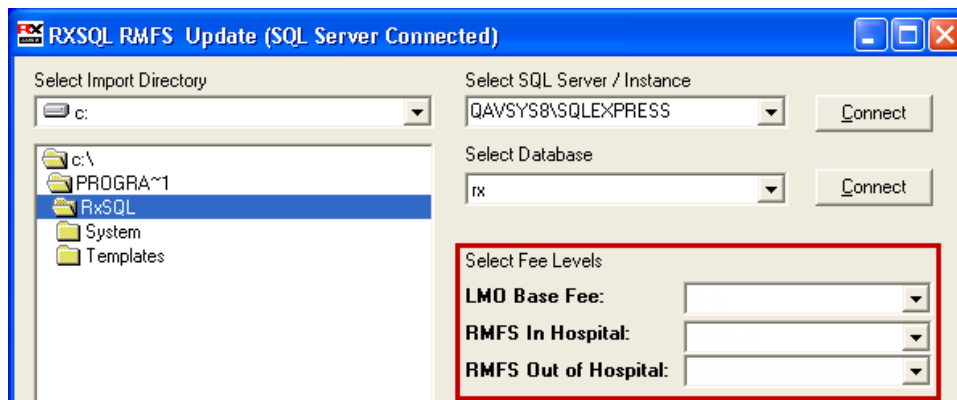 RX RXSQL RMFS Update (SQL Server Connected)
Select Import Directory
c:
c:\
PROGRA~1
RxSQL
System
Templates
Select SQL Server / Instance
QAVSYS8\SQLEXPRESS
Connect
Select Database
rx
Connect
Select Fee Levels
LMO Base Fee:
RMFS In Hospital:
RMFS Out of Hospital: